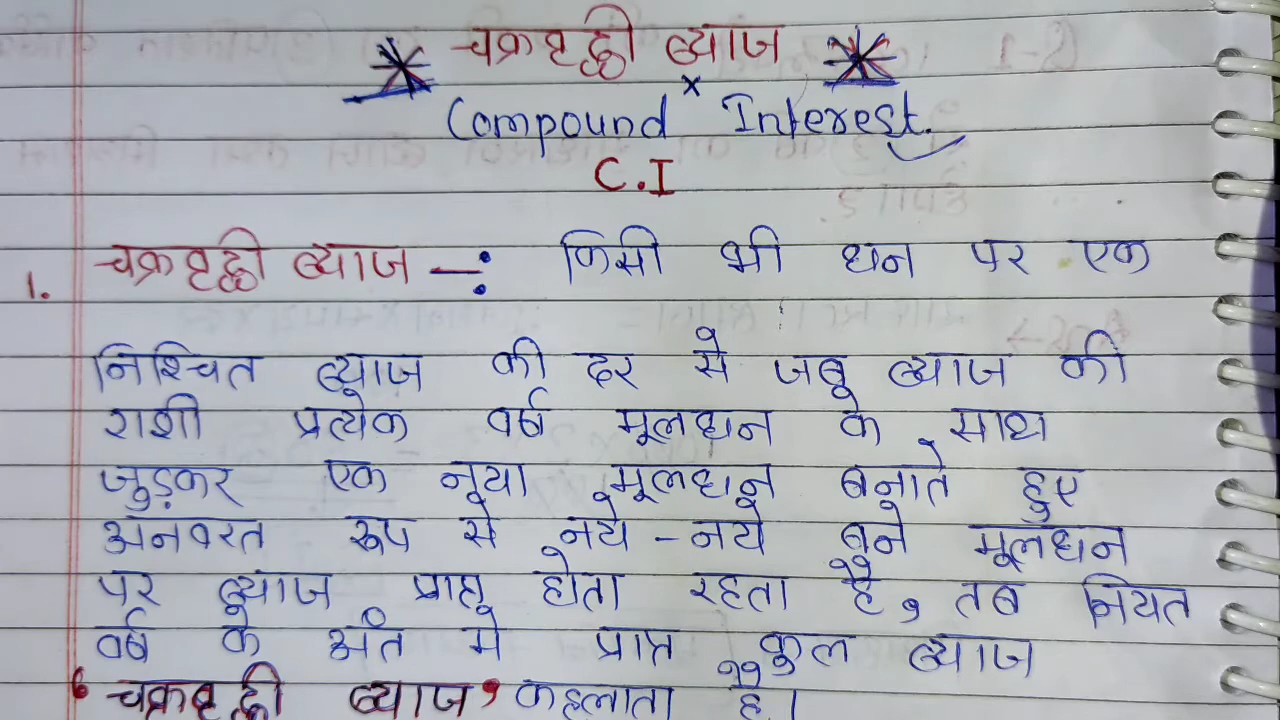 चक्रवृद्धी ब्याज
Compound Interest.
C.I
1. चक्रवृद्धी ब्याज —: किसी भी धन पर एक
निश्चित ब्याज की दर से जब ब्याज की
राशी प्रत्येक वर्ष मूलधन के साथ
जुड़कर एक नया मूलधन बनाते हुए
अनवरत रूप से नये - नये बने मूलधन
पर ब्याज प्राप्त होता रहता है, तब नियत
वर्ष के अंत मे प्राप्त कुल ब्याज
'चक्रवृद्धी ब्याज' कहलाता है।